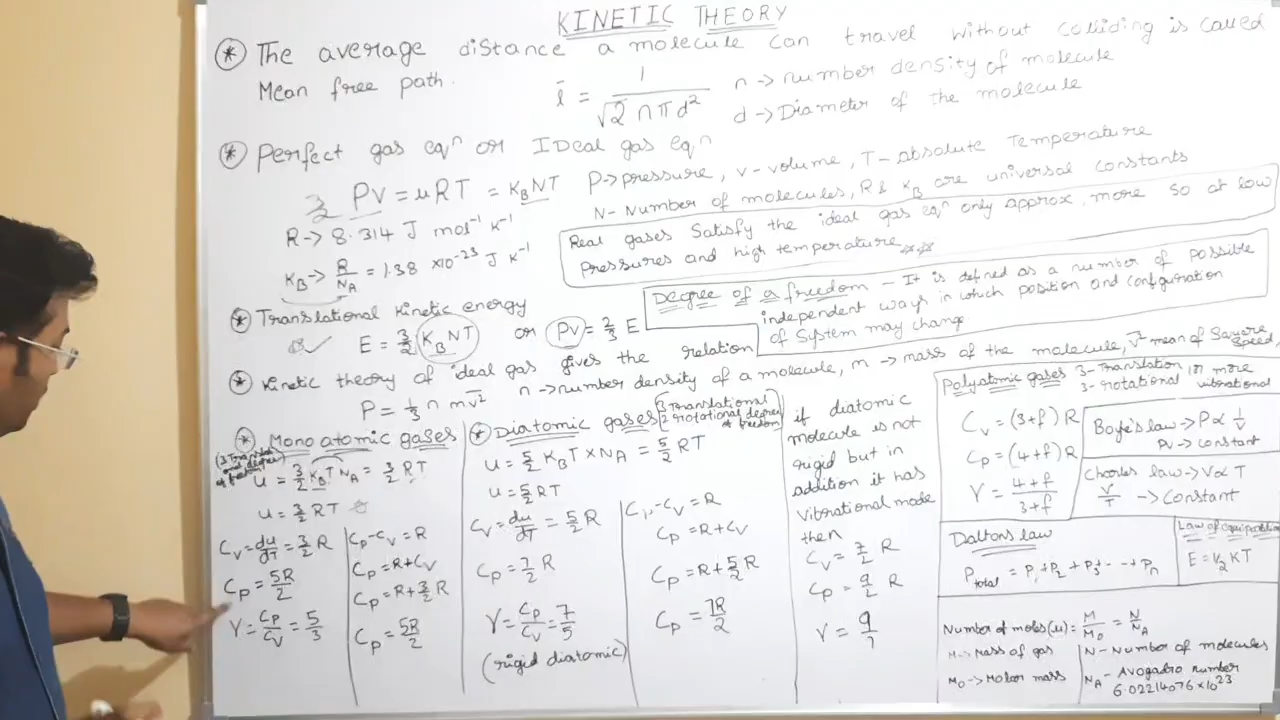 KINETIC THEORY
* The average distance a molecule can travel without colliding is called
Mean free path.
l̄ = 1 / √2 n π d²
n → number density of molecule
d → Diameter of the molecule
* Perfect gas eqⁿ or IDeal gas eqⁿ
PV = μRT = K_B NT
P → pressure, V - volume, T - absolute Temperature
N - Number of molecules, R & K_B are universal constants
R → 8.314 J mol⁻¹ K⁻¹
K_B → R/N_A = 1.38 ×10⁻²³ J K⁻¹
Real gases Satisfy the ideal gas eqⁿ only approx, more so at low
pressures and high temperature
Degree of a freedom - It is defined as a number of possible
independent ways in which position and configuration
of System may change
* Translational Kinetic energy
E = 3/2 K_B NT or PV = 2/3 E
* Kinetic theory of ideal gas gives the relation
P = 1/3 n m v̄²
n → number density of a molecule, m → mass of the molecule, v̄² mean of Square speed,
* Mono atomic gases
u = 3/2 K_B T N_A = 3/2 RT
u = 3/2 RT
C_V = du/dT = 3/2 R
C_P = 5R/2
γ = C_P/C_V = 5/3
C_P - C_V = R
C_P = R + C_V
C_P = R + 3/2 R
C_P = 5R/2
* Diatomic gases
3 Translational
2 rotational degree
of freedom
u = 5/2 K_B T × N_A = 5/2 RT
u = 5/2 RT
C_V = du/dT = 5/2 R
C_P = 7/2 R
γ = C_P/C_V = 7/5
(rigid diatomic)
C_P - C_V = R
C_P = R + C_V
C_P = R + 5/2 R
C_P = 7R/2
if diatomic
molecule is not
rigid but in
addition it has
vibrational mode
then
C_V = 7/2 R
C_P = 9/2 R
γ = 9/7
Polyatomic gases 3 - Translation
3 - rotational
more
vibrational
C_V = (3+f) R
C_P = (4+f) R
γ = 4+f / 3+f
Boyle's law → P ∝ 1/V
PV → constant
Charles law → V ∝ T
V/T → Constant
Daltons law
P_total = P₁ + P₂ + P₃ + - - + Pn
Law of equipartition
E = 1/2 KT
Number of moles (μ) = M/M₀ = N/N_A
M → Mass of gas
M₀ → Molar mass
N - Number of molecules
N_A - Avogadro number
6.02214076 × 10²³